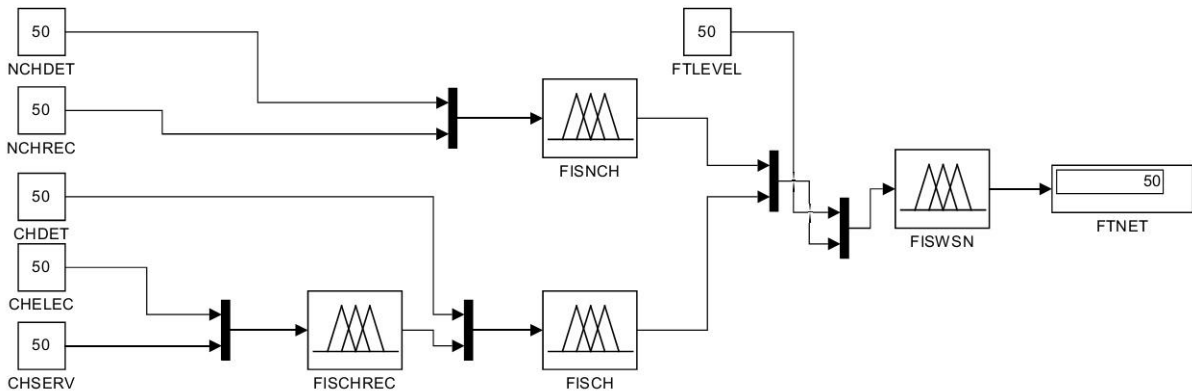 50
NCHDET
50
NCHREC
50
CHDET
50
CHELEC
50
CHSERV
FISCHREC
FISNCH
FISCH
50
FTLEVEL
FISWSN
50
FTNET